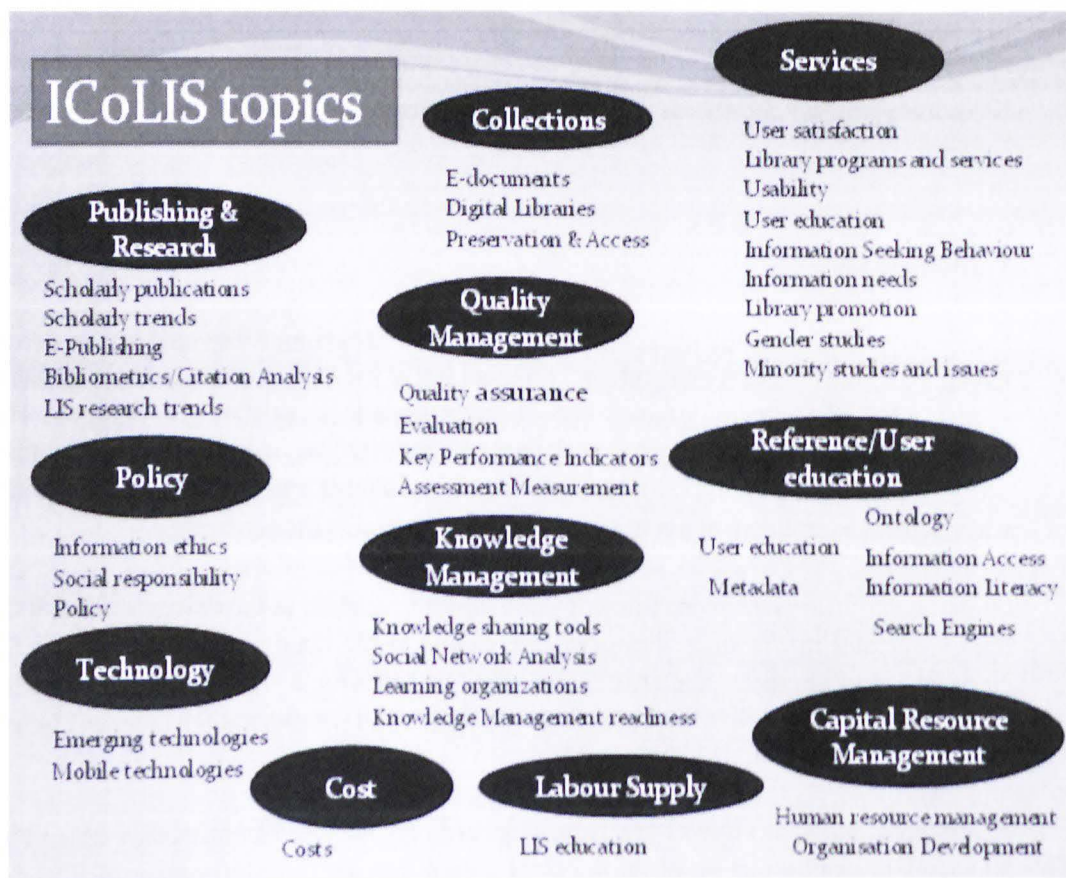 ICoLIS topics
Publishing &
Research
Scholarly publications
Scholarly trends
E-Publishing
Bibliometrics/Citation Analysis
LIS research trends
Policy
Information ethics
Social responsibility
Policy
Technology
Emerging technologies
Mobile technologies
Collections
E-documents
Digital Libraries
Preservation & Access
Quality
Management
Quality assurance
Evaluation
Key Performance Indicators
Assessment Measurement
Knowledge
Management
Knowledge sharing tools
Social Network Analysis
Learning organizations
Knowledge Management readiness
Cost
Costs
Labour Supply
LIS education
Services
User satisfaction
Library programs and services
Usability
User education
Information Seeking Behaviour
Information needs
Library promotion
Gender studies
Minority studies and issues
Reference/User
education
Ontology
User education
Information Access
Metadata
Information Literacy
Search Engines
Capital Resource
Management
Human resource management
Organisation Development